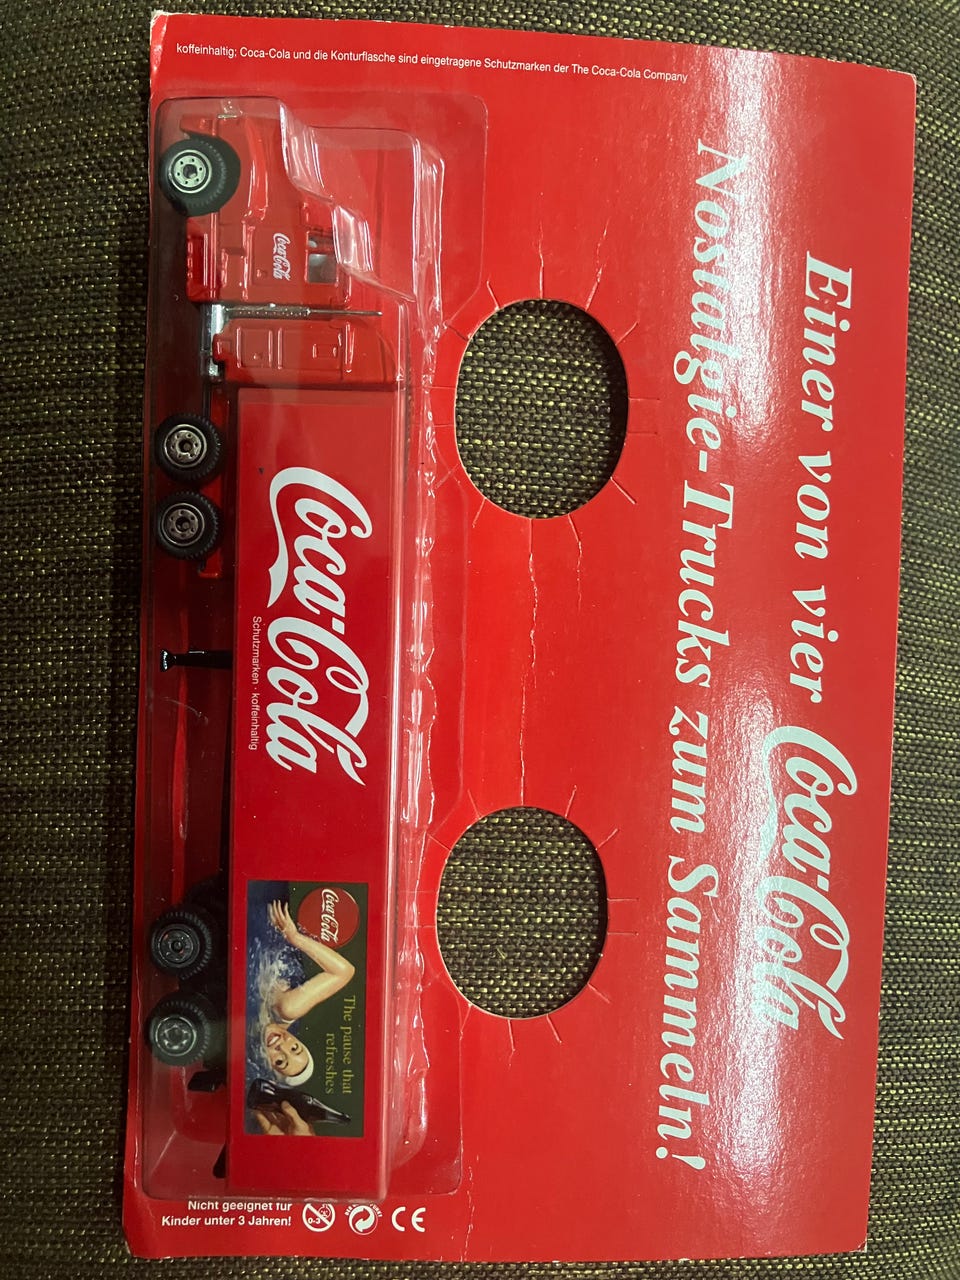 koffeinhaltig; Coca-Cola und die Konturflasche sind eingetragene Schutzmarken der The Coca-Cola Company
Einer von vier Coca-Cola
Nostalgie-Trucks zum Sammeln!
Coca-Cola
Coca-Cola
Schutzmarken · koffeinhaltig
Coca-Cola
The pause that
refreshes
Nicht geeignet für
Kinder unter 3 Jahren!
0-3
CE